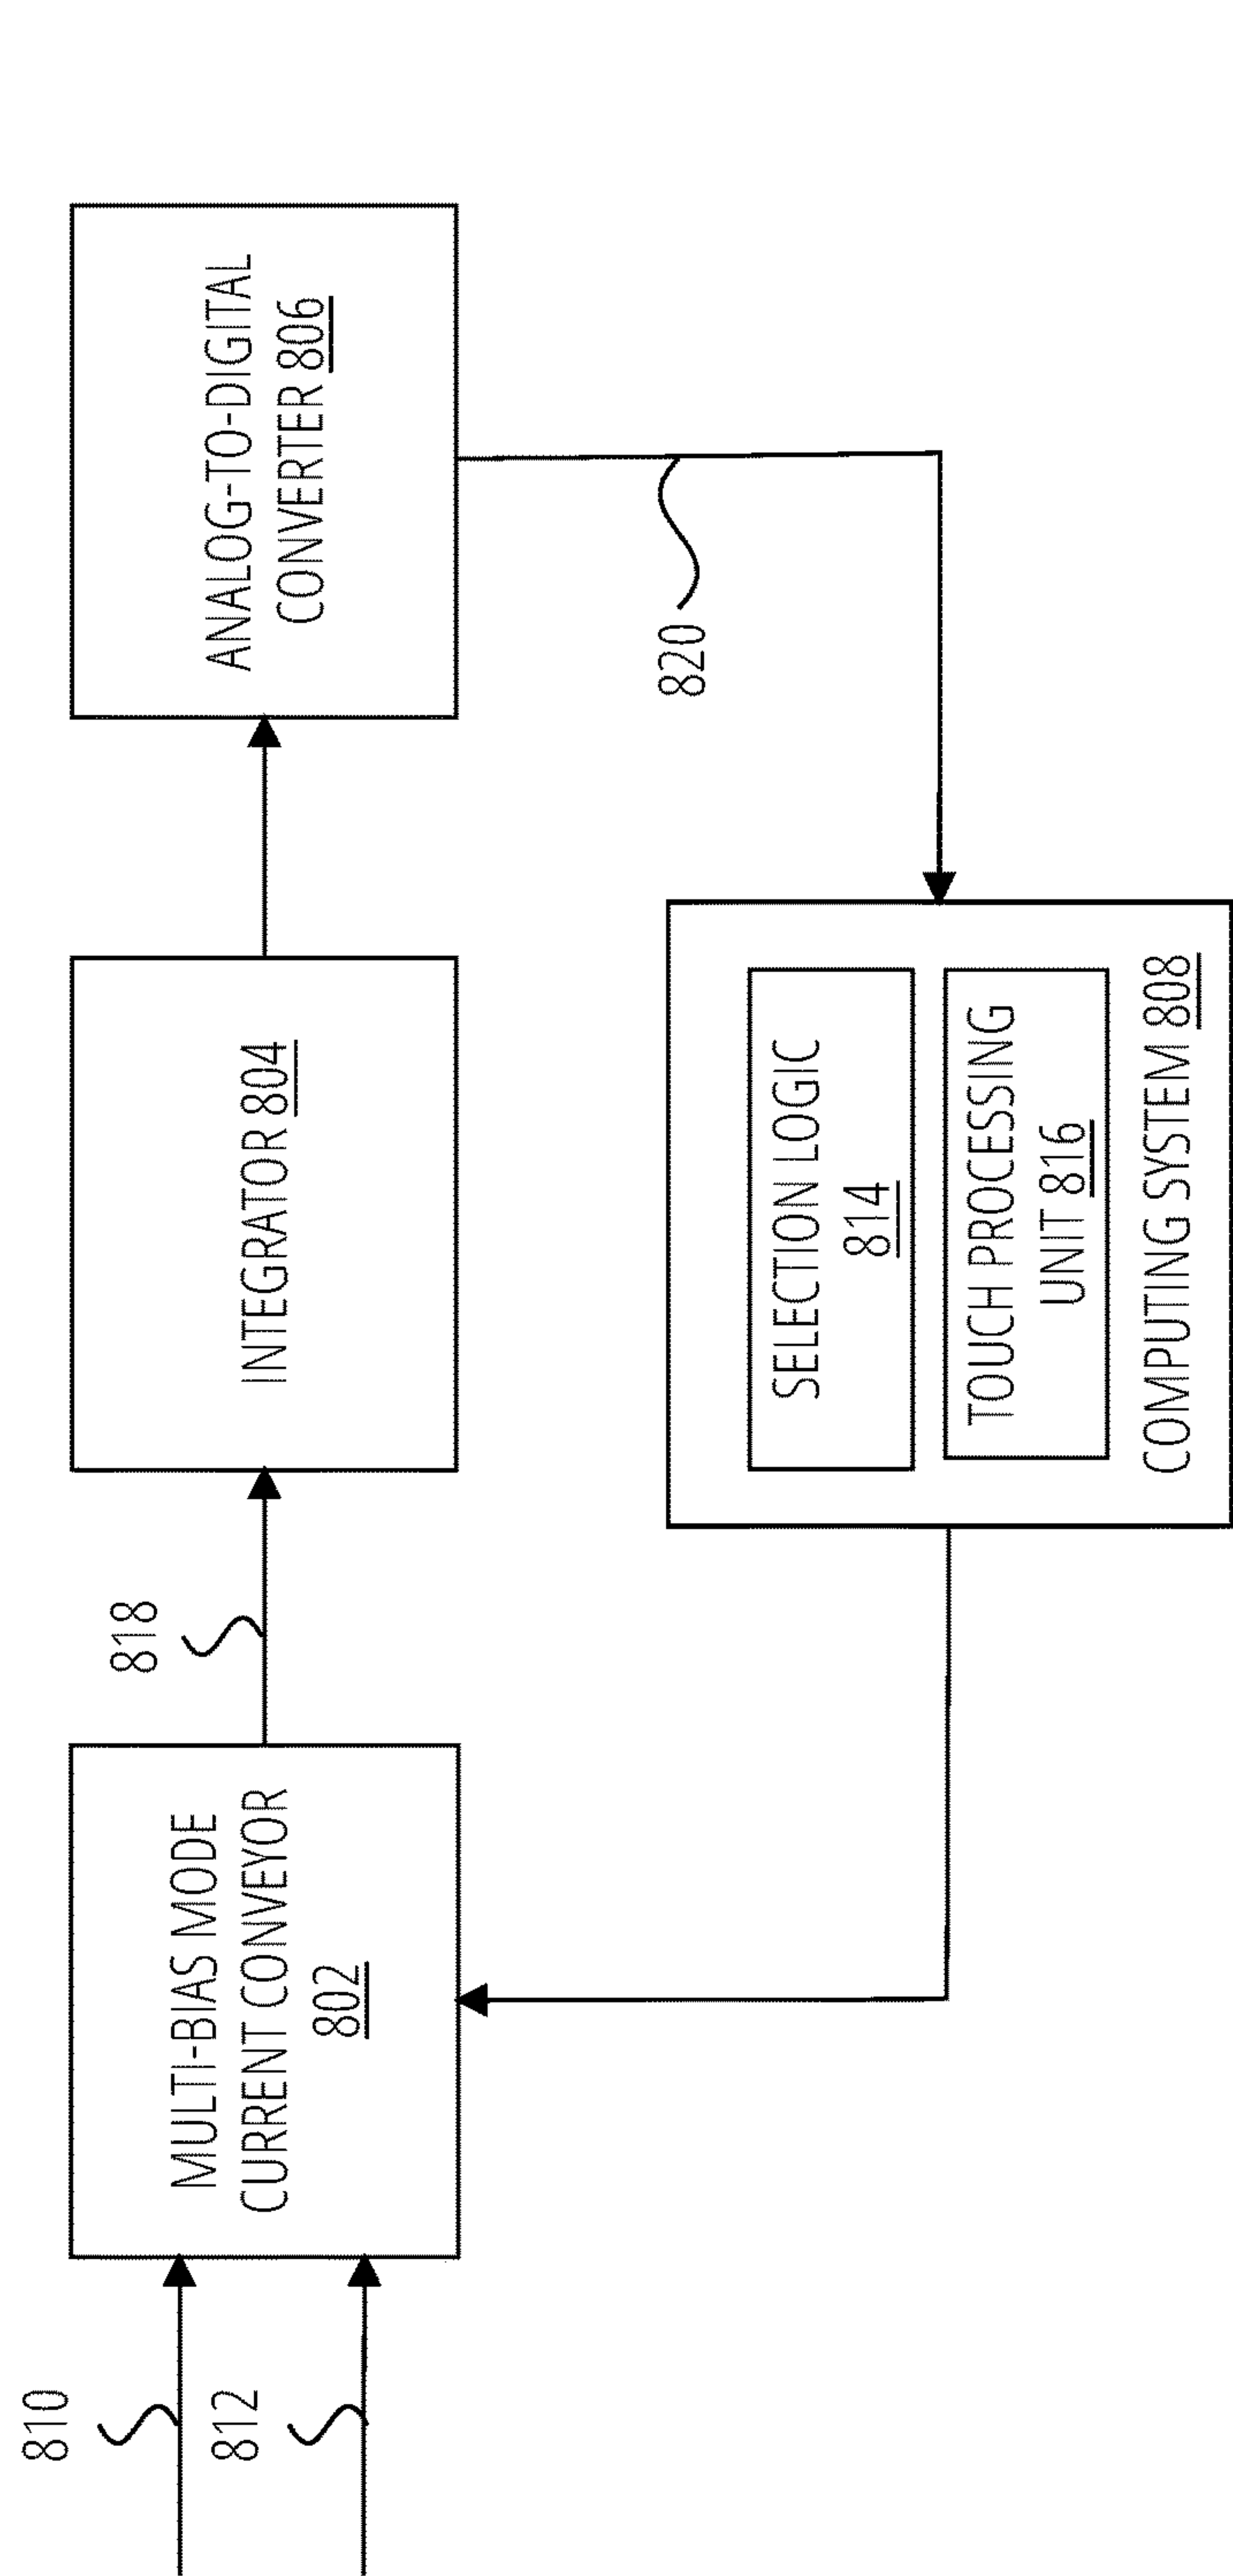 810
812
MULTI-BIAS MODE
CURRENT CONVEYOR
802
818
INTEGRATOR 804
ANALOG-TO-DIGITAL
CONVERTER 806
820
SELECTION LOGIC
814
TOUCH PROCESSING
UNIT 816
COMPUTING SYSTEM 808